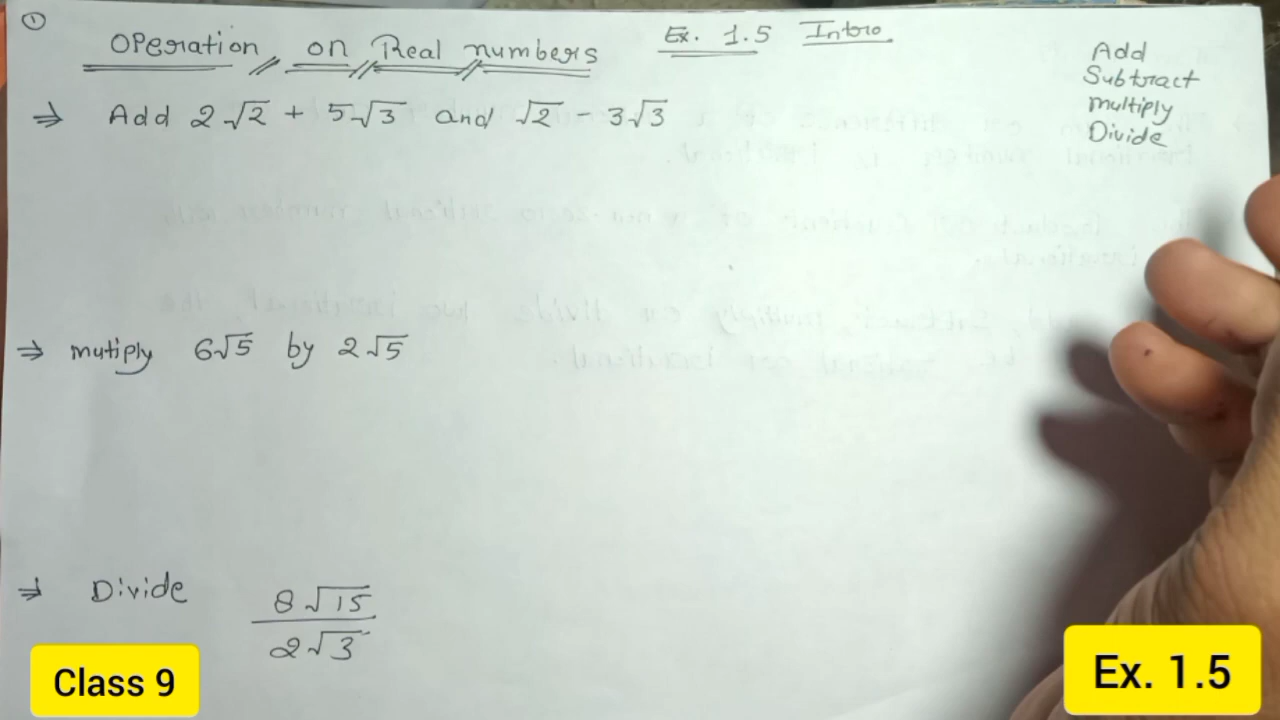 ①
Operation on Real numbers Ex. 1.5 Intro
Add
Subtract
Multiply
Divide
⇒ Add 2√2 + 5√3 and √2 - 3√3
⇒ mutiply 6√5 by 2√5
⇒ Divide 8√15 / 2√3
Class 9
Ex. 1.5